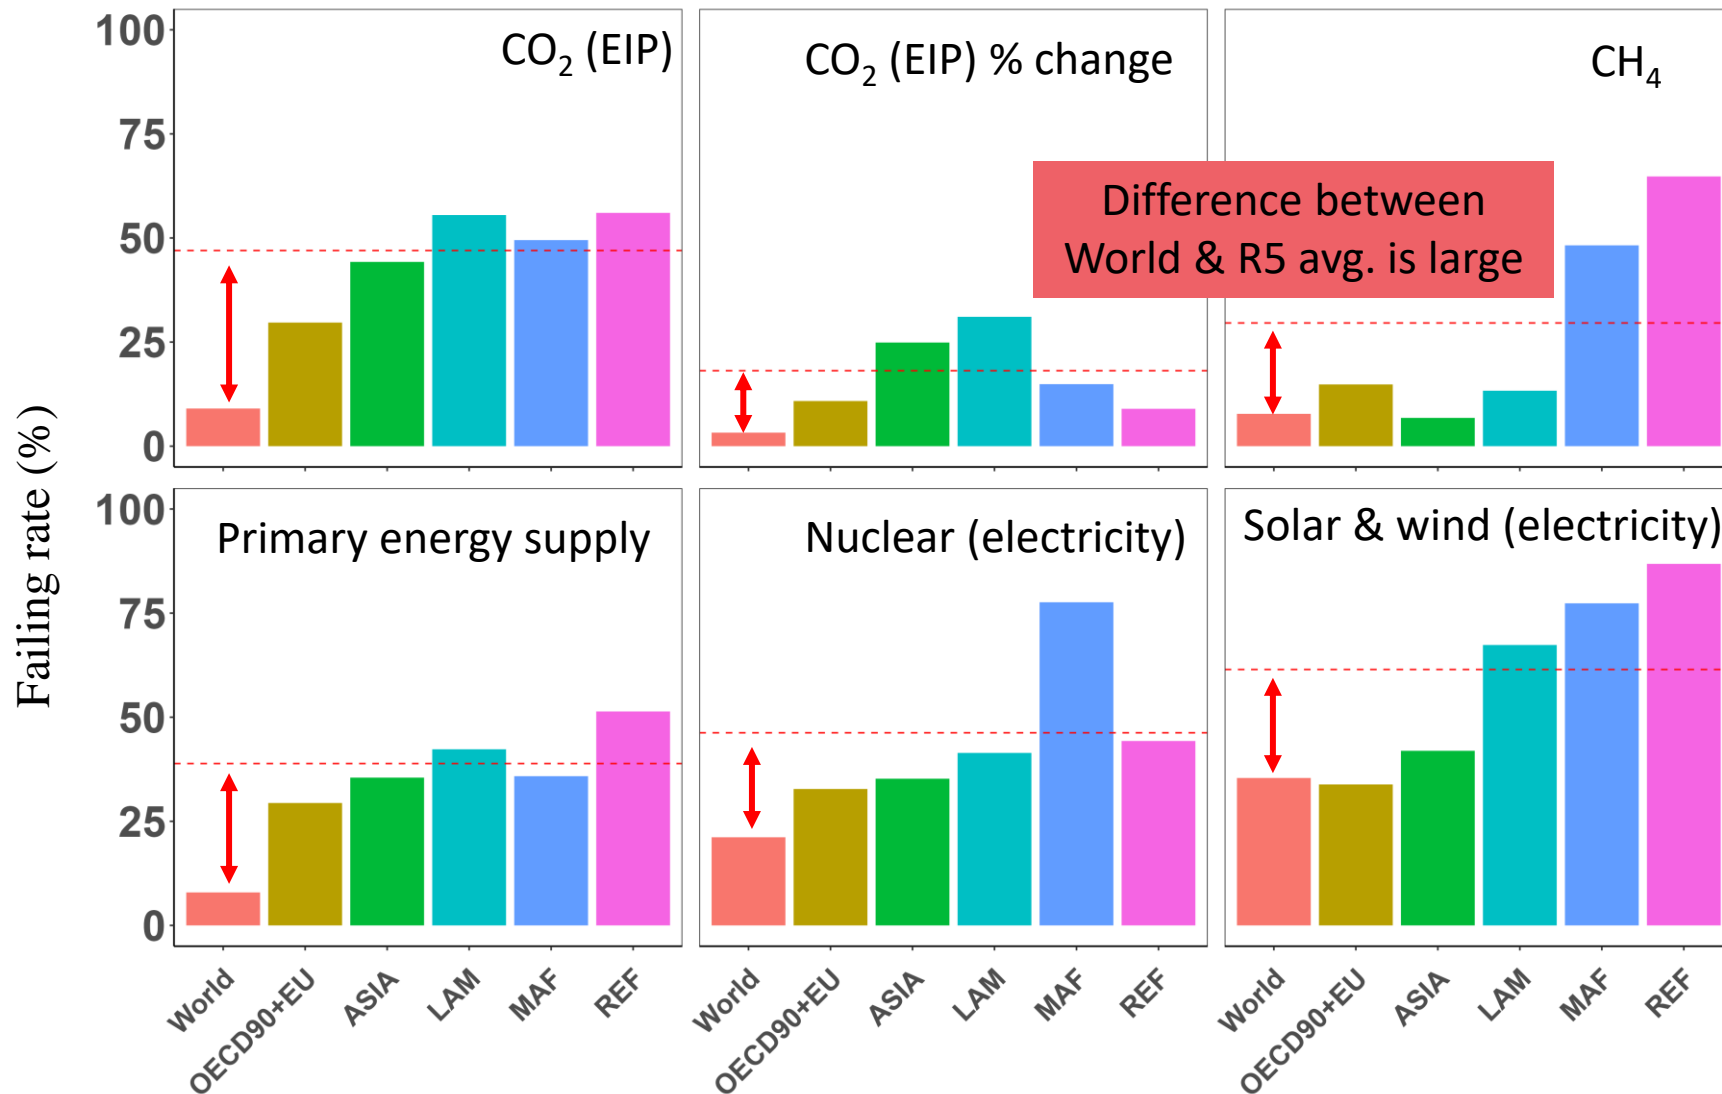 Failing rate (%)
100
75
50
25
0
CO₂ (EIP)
CO₂ (EIP) % change
CH₄
Difference between
World & R5 avg. is large
100
75
50
25
0
Primary energy supply
Nuclear (electricity)
Solar & wind (electricity)
World
OECD90+EU
ASIA
LAM
MAF
REF
World
OECD90+EU
ASIA
LAM
MAF
REF
World
OECD90+EU
ASIA
LAM
MAF
REF